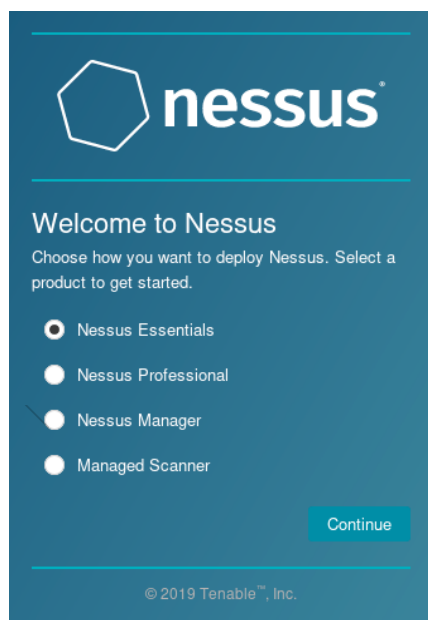 nessus®
Welcome to Nessus
Choose how you want to deploy Nessus. Select a
product to get started.
Nessus Essentials
Nessus Professional
Nessus Manager
Managed Scanner
Continue
© 2019 Tenable™, Inc.